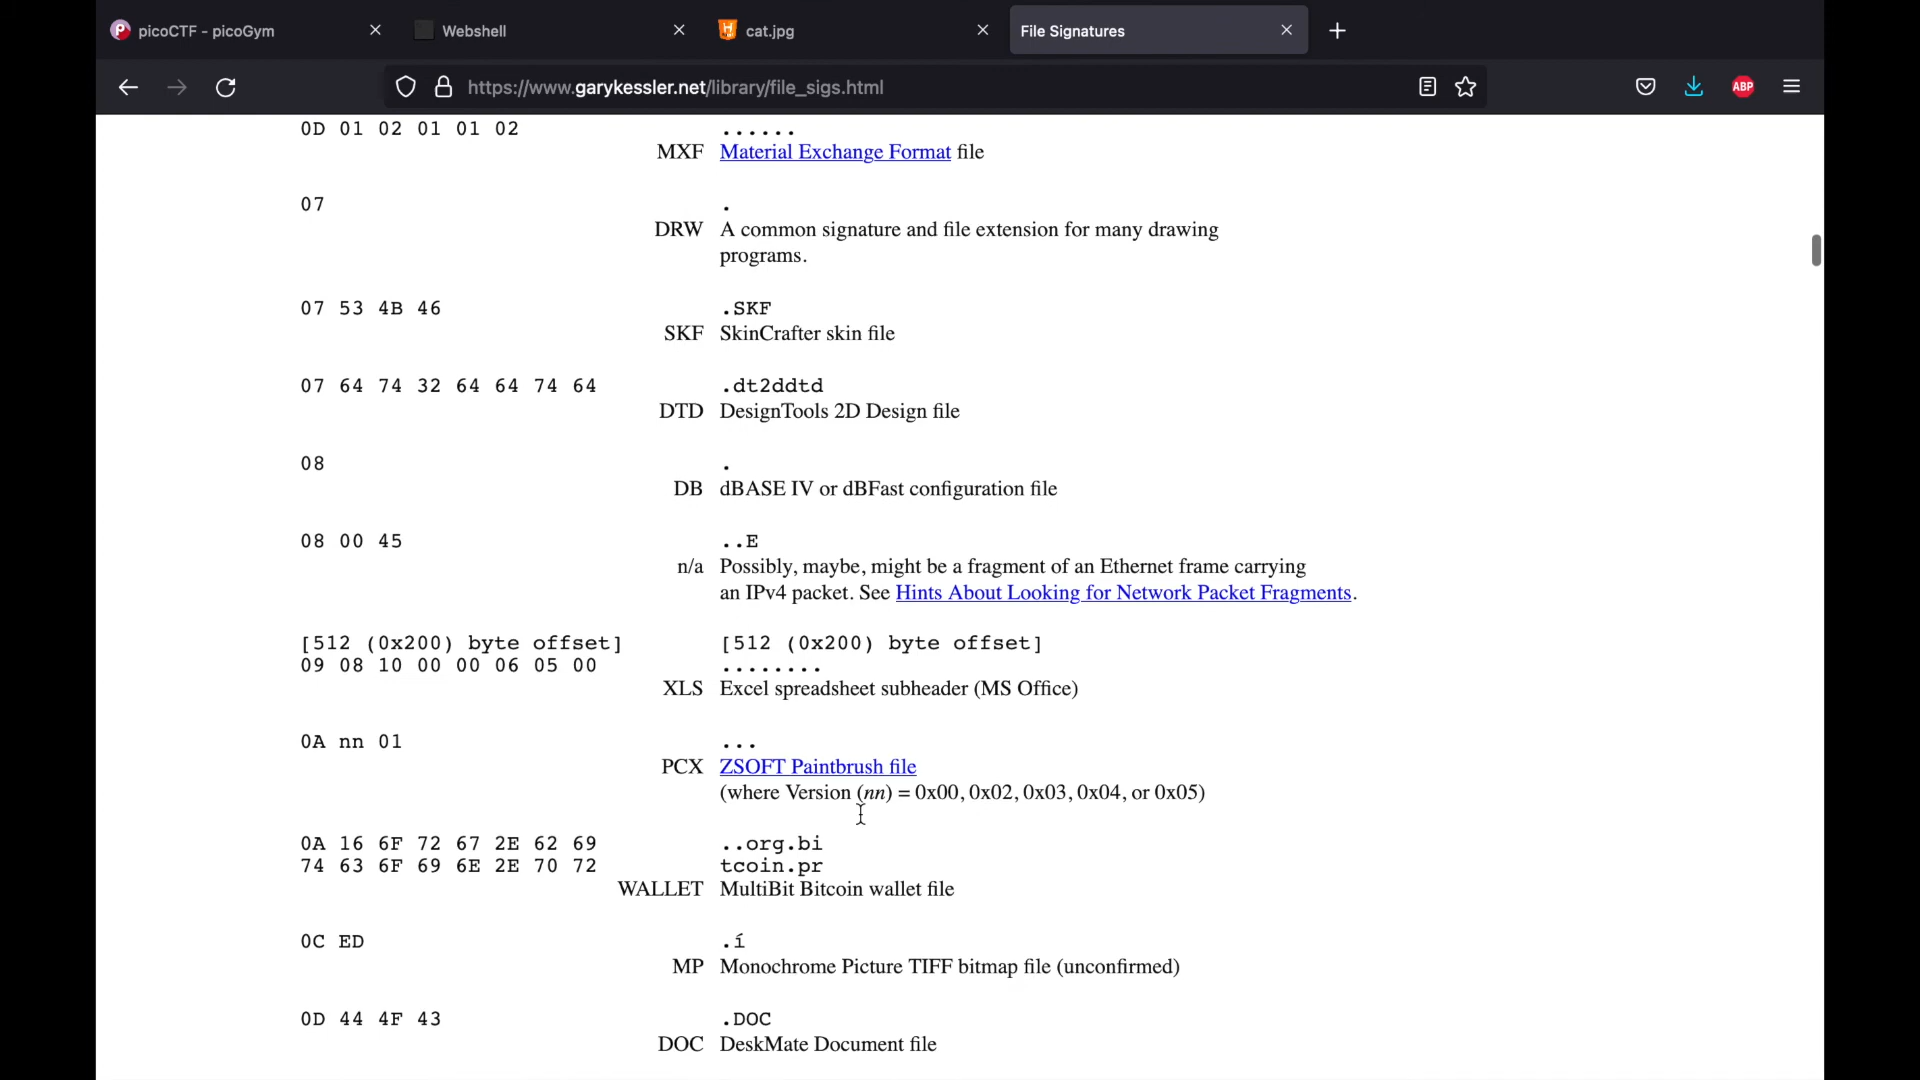 picoCTF - picoGym
Webshell
cat.jpg
File Signatures
https://www.garykessler.net/library/file_sigs.html
ABP
0D 01 02 01 01 02 ......
MXF Material Exchange Format file
07 .
DRW A common signature and file extension for many drawing
programs.
07 53 4B 46 .SKF
SKF SkinCrafter skin file
07 64 74 32 64 64 74 64 .dt2ddtd
DTD DesignTools 2D Design file
08 .
DB dBASE IV or dBFast configuration file
08 00 45 ..E
n/a Possibly, maybe, might be a fragment of an Ethernet frame carrying
an IPv4 packet. See Hints About Looking for Network Packet Fragments.
[512 (0x200) byte offset] [512 (0x200) byte offset]
09 08 10 00 00 06 05 00 ........
XLS Excel spreadsheet subheader (MS Office)
0A nn 01 ...
PCX ZSOFT Paintbrush file
(where Version (nn) = 0x00, 0x02, 0x03, 0x04, or 0x05)
0A 16 6F 72 67 2E 62 69 ..org.bi
74 63 6F 69 6E 2E 70 72 tcoin.pr
WALLET MultiBit Bitcoin wallet file
0C ED .í
MP Monochrome Picture TIFF bitmap file (unconfirmed)
0D 44 4F 43 .DOC
DOC DeskMate Document file